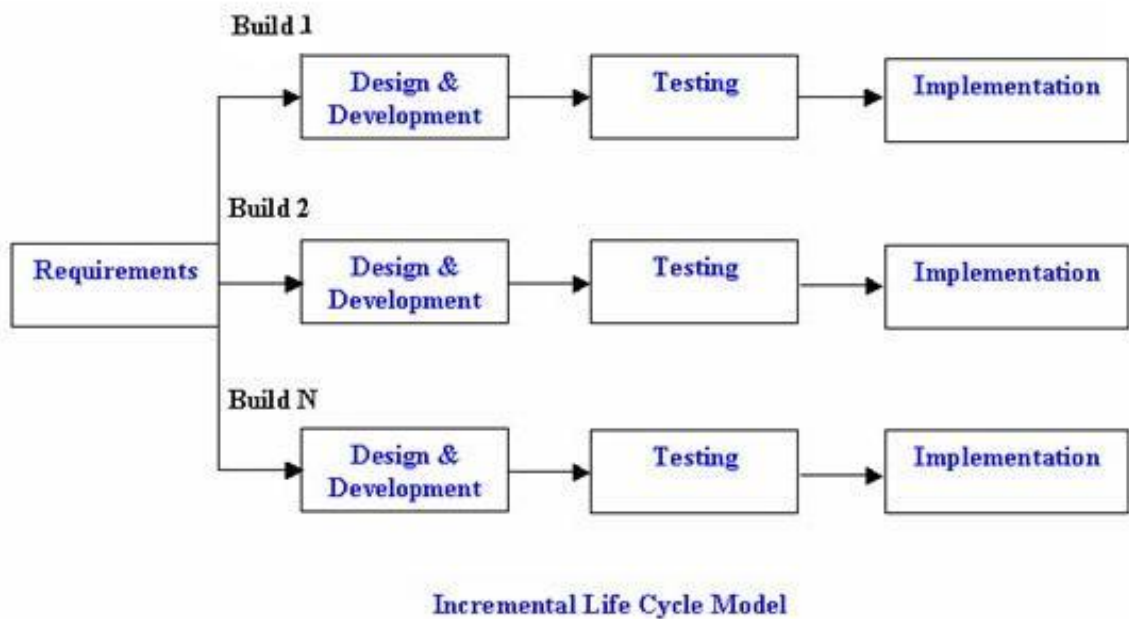 Build 1
Design &
Development
Testing
Implementation
Build 2
Requirements
Design &
Development
Testing
Implementation
Build N
Design &
Development
Testing
Implementation
Incremental Life Cycle Model